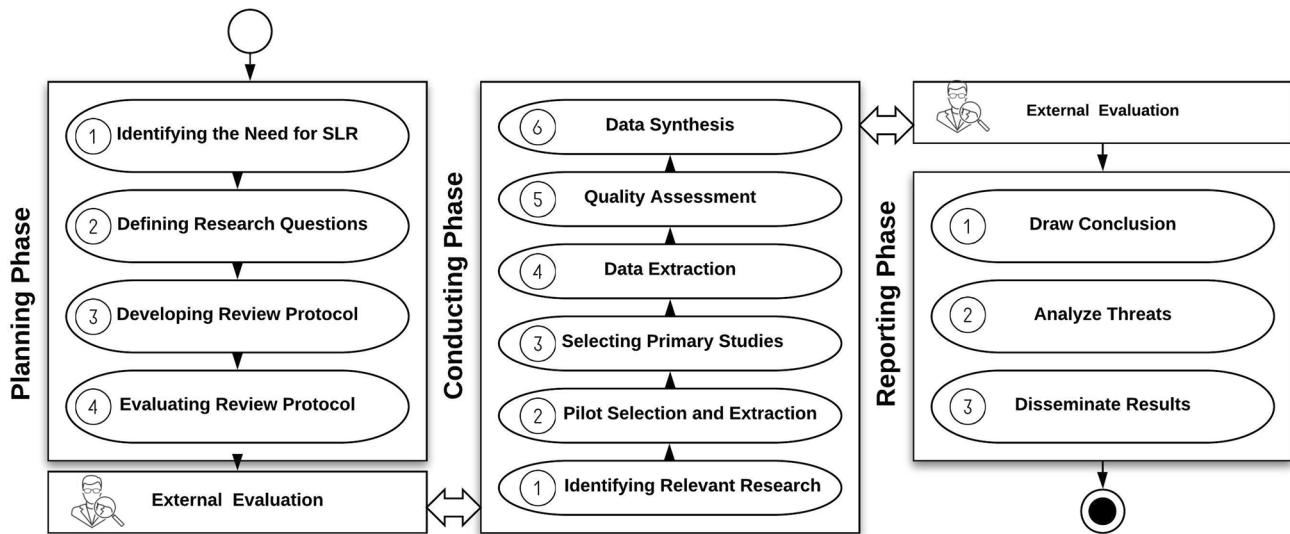 Planning Phase
1 Identifying the Need for SLR
2 Defining Research Questions
3 Developing Review Protocol
4 Evaluating Review Protocol
External Evaluation
Conducting Phase
6 Data Synthesis
5 Quality Assessment
4 Data Extraction
3 Selecting Primary Studies
2 Pilot Selection and Extraction
1 Identifying Relevant Research
External Evaluation
Reporting Phase
1 Draw Conclusion
2 Analyze Threats
3 Disseminate Results